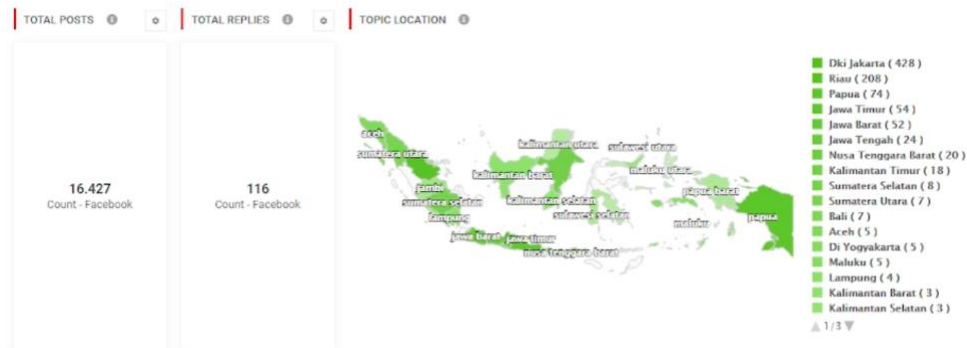 TOTAL POSTS
TOTAL REPLIES
TOPIC LOCATION
16.427
Count - Facebook
116
Count - Facebook
aceh
sumatera utara
jambi
sumatera selatan
lampung
jawa barat
jawa timur
nusa tenggara barat
kalimantan utara
kalimantan barat
kalimantan selatan
sulawesi utara
sulawesi selatan
maluku utara
maluku
papua barat
papua
Dki Jakarta ( 428 )
Riau ( 208 )
Papua ( 74 )
Jawa Timur ( 54 )
Jawa Barat ( 52 )
Jawa Tengah ( 24 )
Nusa Tenggara Barat ( 20 )
Kalimantan Timur ( 18 )
Sumatera Selatan ( 8 )
Sumatera Utara ( 7 )
Bali ( 7 )
Aceh ( 5 )
Di Yogyakarta ( 5 )
Maluku ( 5 )
Lampung ( 4 )
Kalimantan Barat ( 3 )
Kalimantan Selatan ( 3 )
1/3